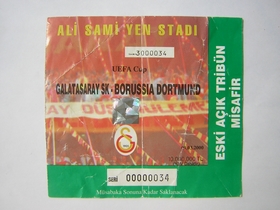 ALİ SAMİ YEN STADI
3000034
UEFA Cup
GALATASARAY SK - BORUSSIA DORTMUND
SERİ 00000034
Müsabaka Sonuna Kadar Saklanacak
ESKİ AÇIK TRİBÜN
MİSAFİR